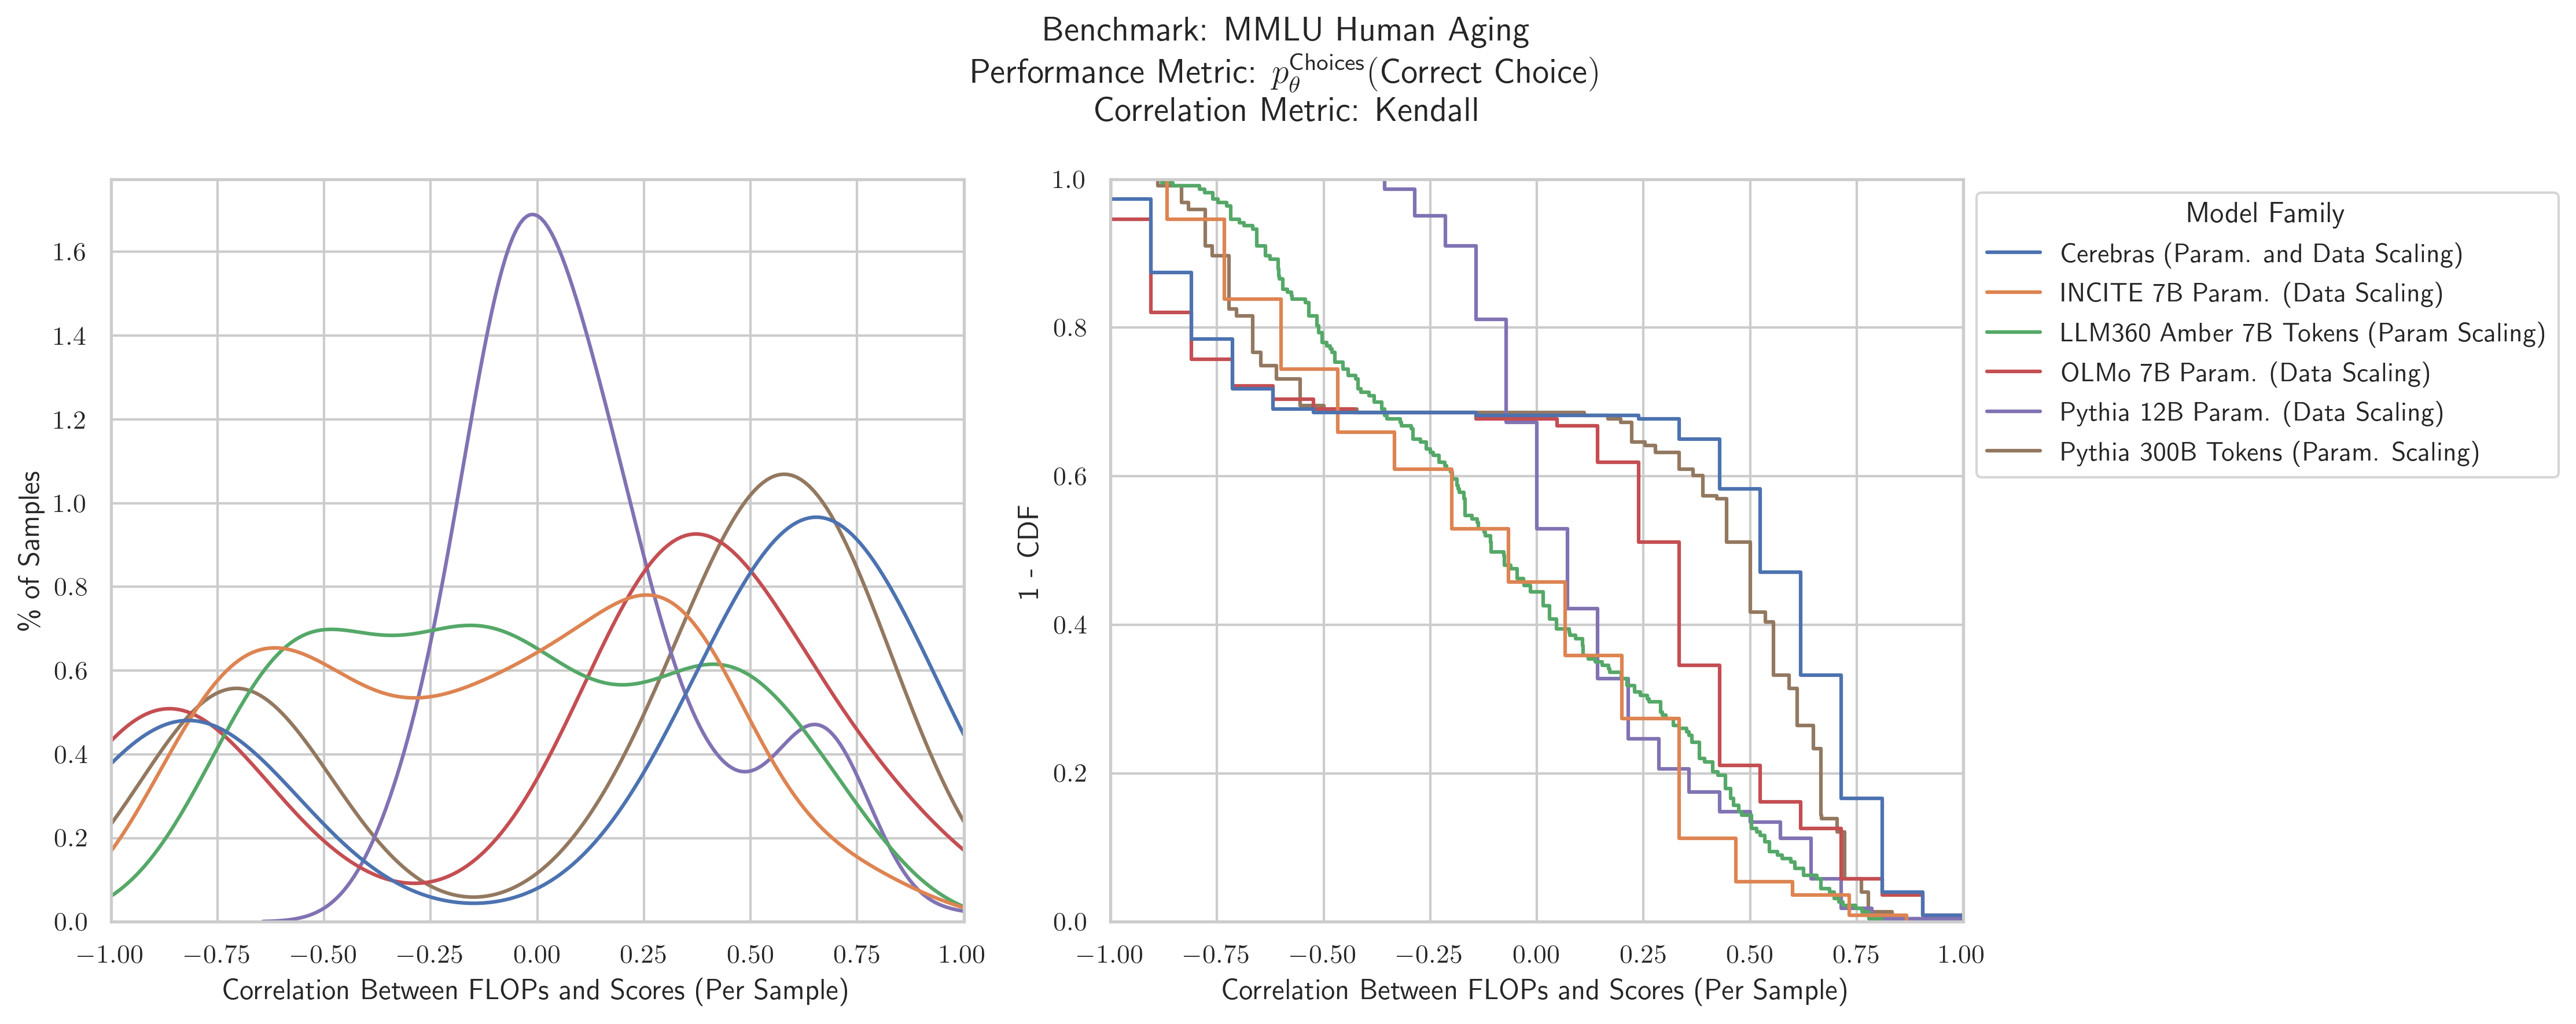 Benchmark: MMLU Human Aging
Performance Metric: $p_\theta^{\text{Choices}}$(Correct Choice)
Correlation Metric: Kendall
% of Samples
1.6
1.4
1.2
1.0
0.8
0.6
0.4
0.2
0.0
−1.00 −0.75 −0.50 −0.25 0.00 0.25 0.50 0.75 1.00
Correlation Between FLOPs and Scores (Per Sample)
1 - CDF
1.0
0.8
0.6
0.4
0.2
0.0
−1.00 −0.75 −0.50 −0.25 0.00 0.25 0.50 0.75 1.00
Correlation Between FLOPs and Scores (Per Sample)
Model Family
Cerebras (Param. and Data Scaling)
INCITE 7B Param. (Data Scaling)
LLM360 Amber 7B Tokens (Param Scaling)
OLMo 7B Param. (Data Scaling)
Pythia 12B Param. (Data Scaling)
Pythia 300B Tokens (Param. Scaling)